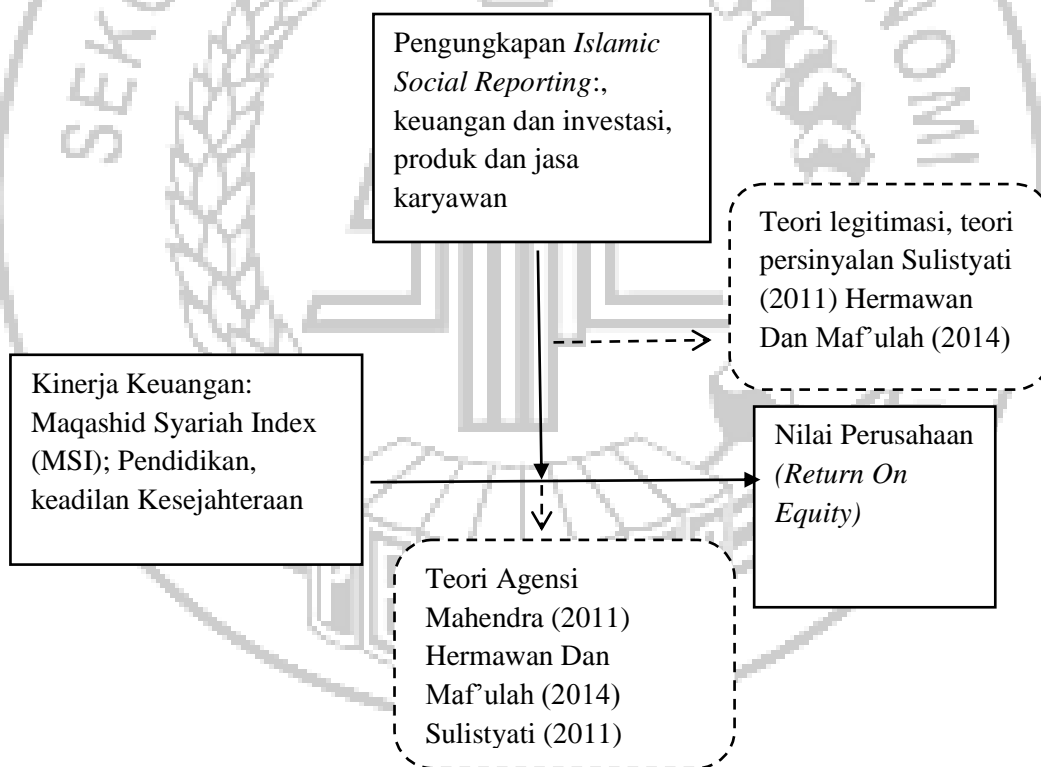 SEKO
NOMI
Pengungkapan Islamic
Social Reporting:,
keuangan dan investasi,
produk dan jasa
karyawan
Teori legitimasi, teori
persinyalan Sulistyati
(2011) Hermawan
Dan Maf’ulah (2014)
Kinerja Keuangan:
Maqashid Syariah Index
(MSI); Pendidikan,
keadilan Kesejahteraan
Nilai Perusahaan
(Return On
Equity)
Teori Agensi
Mahendra (2011)
Hermawan Dan
Maf’ulah (2014)
Sulistyati (2011)